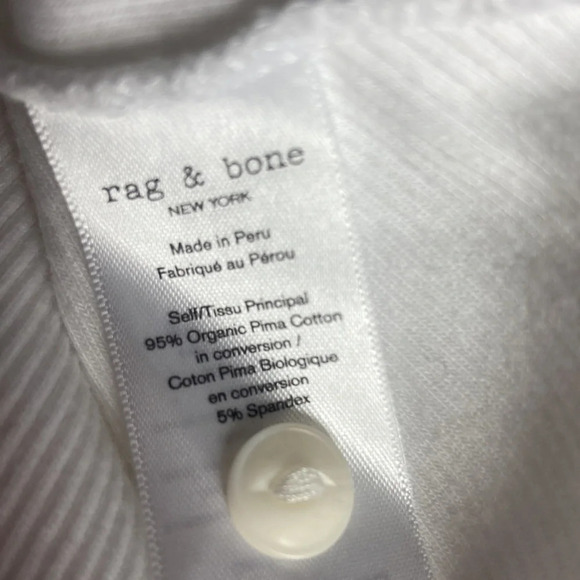 rag & bone
NEW YORK
Made in Peru
Fabriqué au Pérou
Self/Tissu Principal
95% Organic Pima Cotton
in conversion /
Coton Pima Biologique
en conversion
5% Spandex